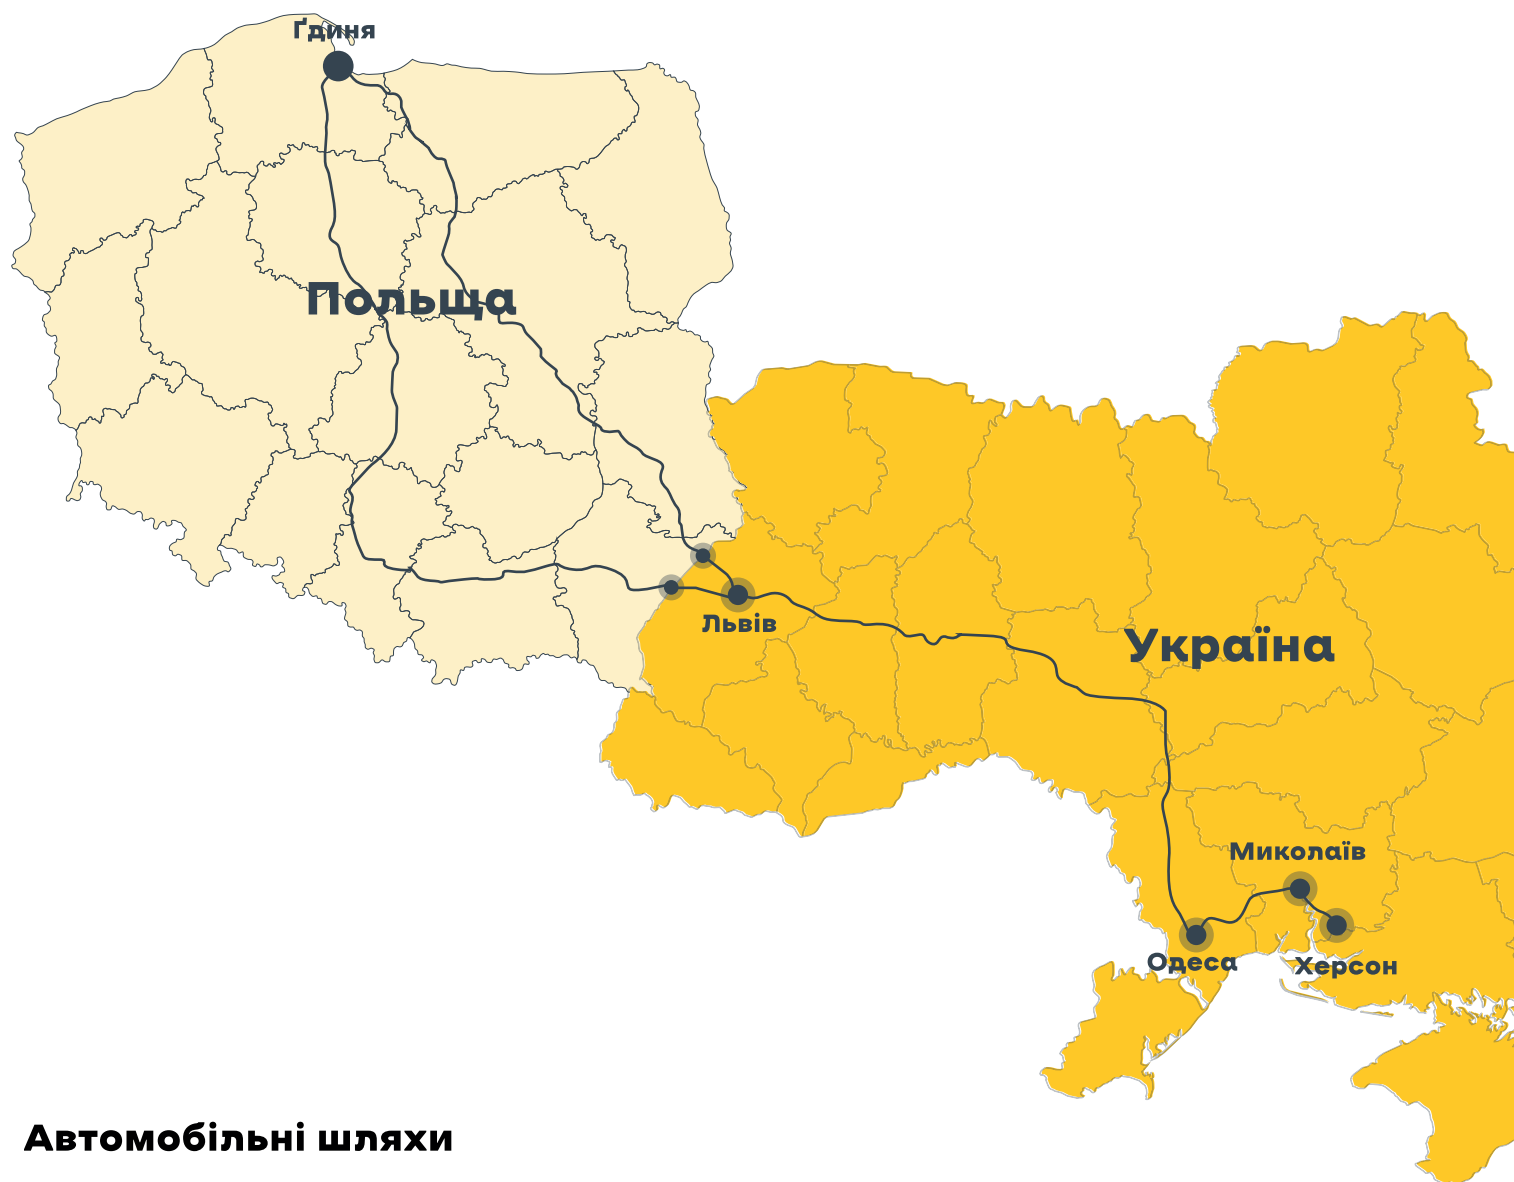 Ґдиня
Польща
Львів
Україна
Миколаїв
Одеса
Херсон
Автомобільні шляхи